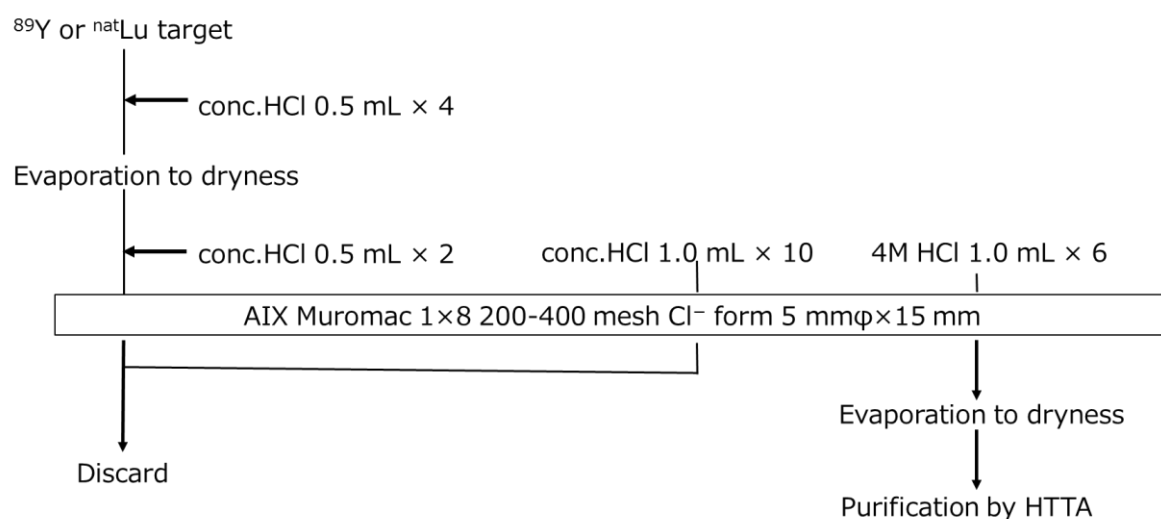 ⁸⁹Y or ⁿᵃᵗLu target
conc.HCl 0.5 mL × 4
Evaporation to dryness
conc.HCl 0.5 mL × 2
conc.HCl 1.0 mL × 10
4M HCl 1.0 mL × 6
AIX Muromac 1×8 200-400 mesh Cl⁻ form 5 mmφ×15 mm
Evaporation to dryness
Discard
Purification by HTTA